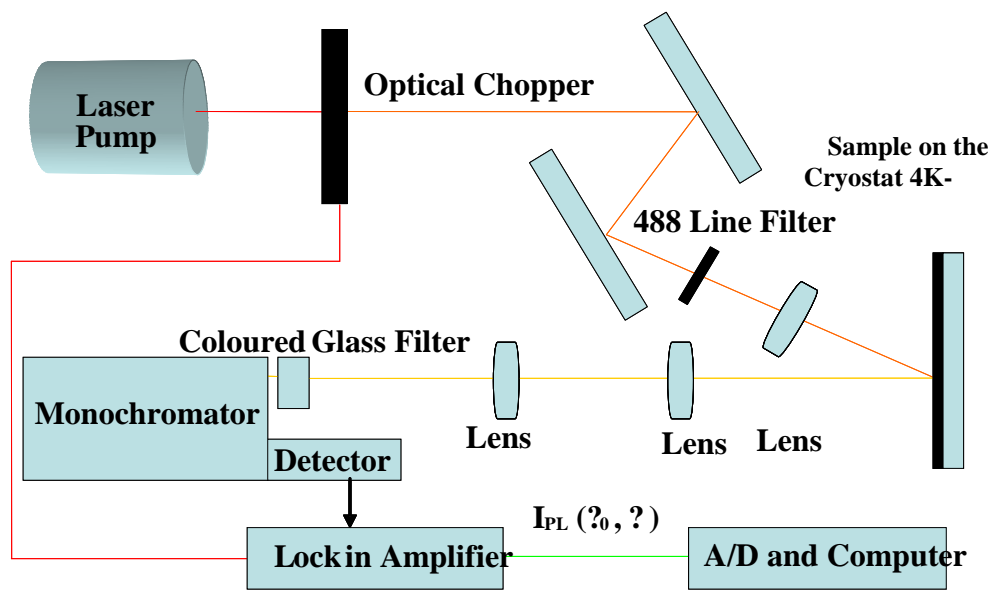 Laser
Pump
Optical Chopper
Sample on the
Cryostat 4K-
488 Line Filter
Coloured Glass Filter
Monochromator
Lens
Lens
Lens
Detector
IPL (?0, ?)
Lock in Amplifier
A/D and Computer